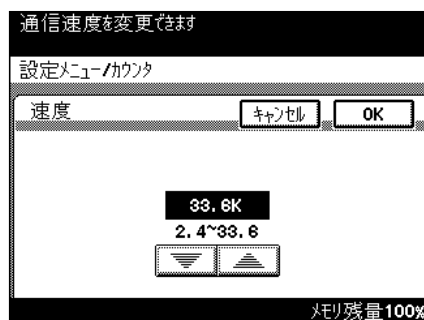 通信速度を変更できます
設定ﾒﾆｭｰ/ｶｳﾝﾀ
速度
ｷｬﾝｾﾙ
OK
33.6K
2.4~33.6
ﾒﾓﾘ残量100%